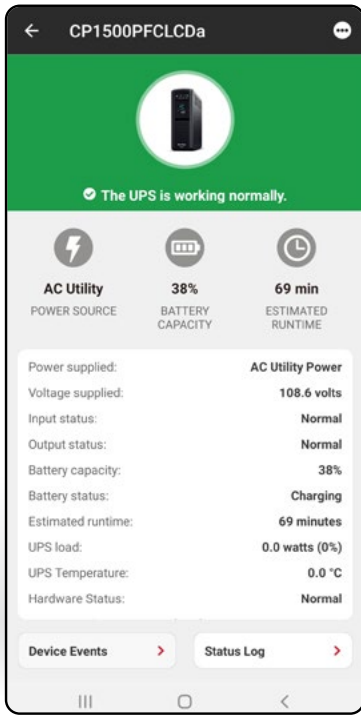 CP1500PFCLCDa
The UPS is working normally.
AC Utility
POWER SOURCE
38%
BATTERY
CAPACITY
69 min
ESTIMATED
RUNTIME
Power supplied: AC Utility Power
Voltage supplied: 108.6 volts
Input status: Normal
Output status: Normal
Battery capacity: 38%
Battery status: Charging
Estimated runtime: 69 minutes
UPS load: 0.0 watts (0%)
UPS Temperature: 0.0 °C
Hardware Status: Normal
Device Events
Status Log